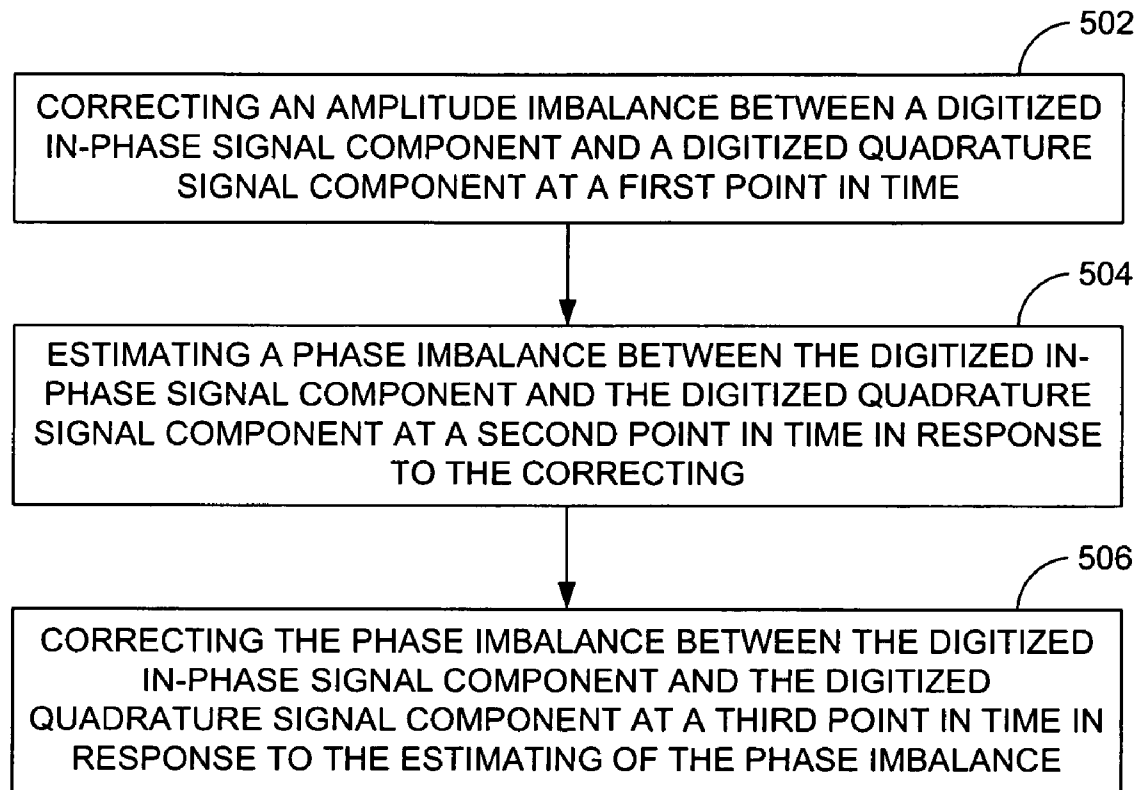 502
CORRECTING AN AMPLITUDE IMBALANCE BETWEEN A DIGITIZED
IN-PHASE SIGNAL COMPONENT AND A DIGITIZED QUADRATURE
SIGNAL COMPONENT AT A FIRST POINT IN TIME
504
ESTIMATING A PHASE IMBALANCE BETWEEN THE DIGITIZED IN-
PHASE SIGNAL COMPONENT AND THE DIGITIZED QUADRATURE
SIGNAL COMPONENT AT A SECOND POINT IN TIME IN RESPONSE
TO THE CORRECTING
506
CORRECTING THE PHASE IMBALANCE BETWEEN THE DIGITIZED
IN-PHASE SIGNAL COMPONENT AND THE DIGITIZED
QUADRATURE SIGNAL COMPONENT AT A THIRD POINT IN TIME IN
RESPONSE TO THE ESTIMATING OF THE PHASE IMBALANCE